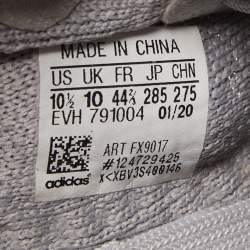 MADE IN CHINA
US UK FR JP CHN
10½ 10 44⅔ 285 275
EVH 791004 01/20
ART FX9017
#124729425
x<XBV3S400146
adidas